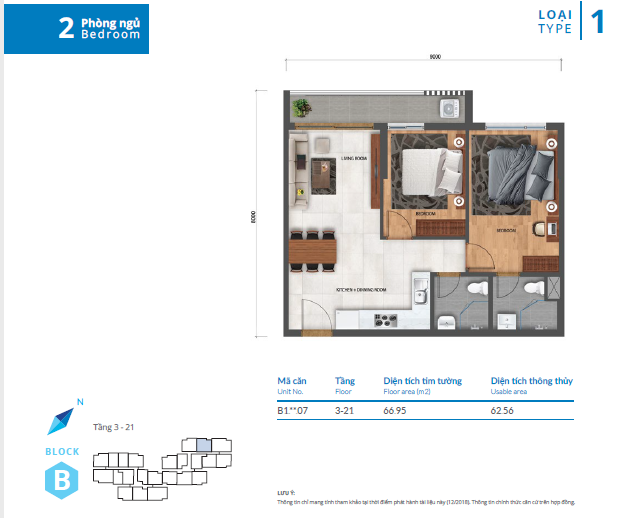 2 Phòng ngủ
Bedroom
LOẠI
TYPE
1
9000
8000
LIVING ROOM
BEDROOM
BEDROOM
KITCHEN + DINNING ROOM
Mã căn Tầng Diện tích tim tường Diện tích thông thủy
Unit No. Floor Floor area (m2) Usable area
B1.**.07 3-21 66.95 62.56
N
Tầng 3 - 21
BLOCK
B
LƯU Ý:
Thông tin chỉ mang tính tham khảo tại thời điểm phát hành tài liệu này (12/2018). Thông tin chính thức căn cứ trên hợp đồng.